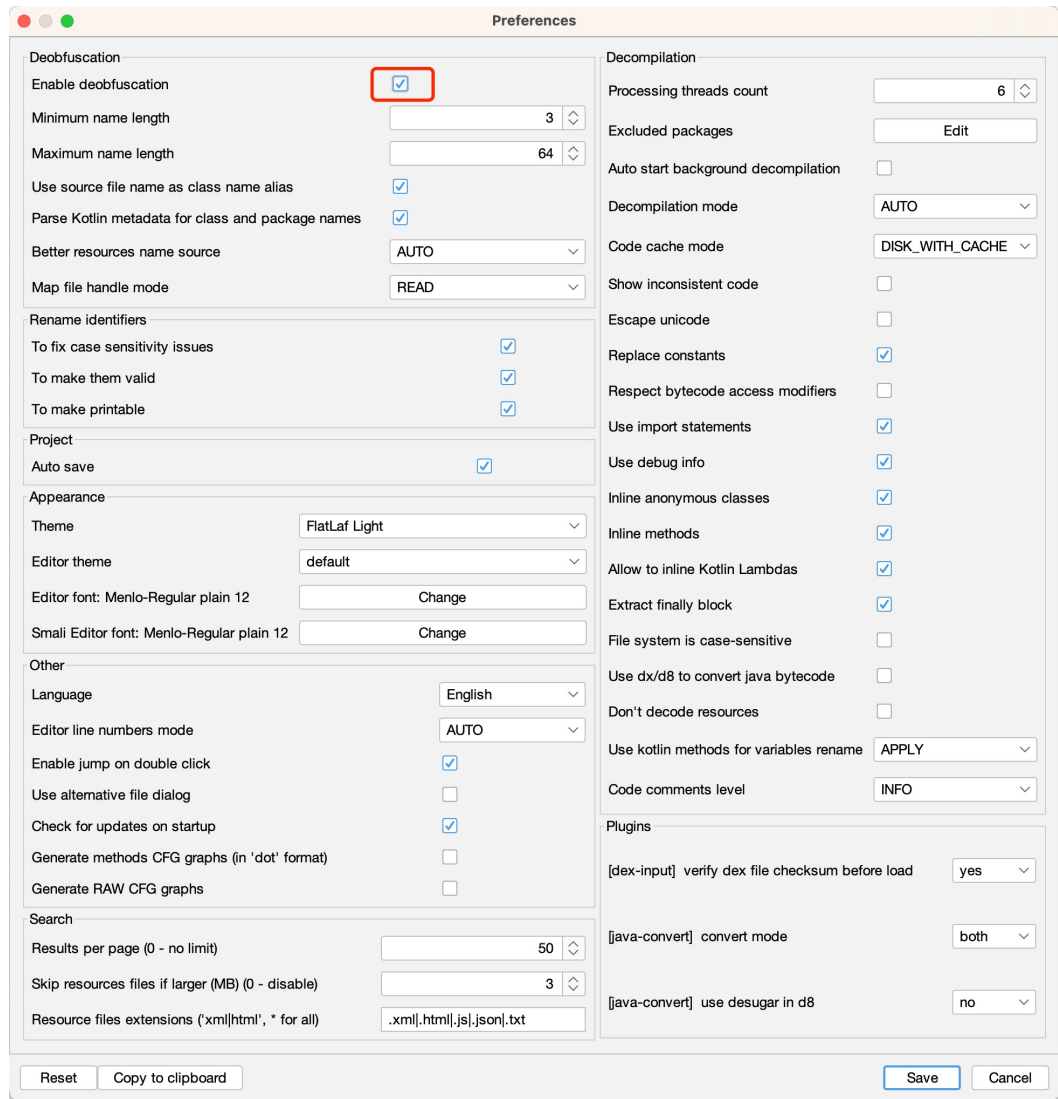 Preferences
Deobfuscation
Enable deobfuscation
Minimum name length 3
Maximum name length 64
Use source file name as class name alias
Parse Kotlin metadata for class and package names
Better resources name source AUTO
Map file handle mode READ
Rename identifiers
To fix case sensitivity issues
To make them valid
To make printable
Project
Auto save
Appearance
Theme FlatLaf Light
Editor theme default
Editor font: Menlo-Regular plain 12 Change
Smali Editor font: Menlo-Regular plain 12 Change
Other
Language English
Editor line numbers mode AUTO
Enable jump on double click
Use alternative file dialog
Check for updates on startup
Generate methods CFG graphs (in 'dot' format)
Generate RAW CFG graphs
Search
Results per page (0 - no limit) 50
Skip resources files if larger (MB) (0 - disable) 3
Resource files extensions ('xml|html', * for all) .xml|.html|.js|.json|.txt
Decompilation
Processing threads count 6
Excluded packages Edit
Auto start background decompilation
Decompilation mode AUTO
Code cache mode DISK_WITH_CACHE
Show inconsistent code
Escape unicode
Replace constants
Respect bytecode access modifiers
Use import statements
Use debug info
Inline anonymous classes
Inline methods
Allow to inline Kotlin Lambdas
Extract finally block
File system is case-sensitive
Use dx/d8 to convert java bytecode
Don't decode resources
Use kotlin methods for variables rename APPLY
Code comments level INFO
Plugins
[dex-input] verify dex file checksum before load yes
[java-convert] convert mode both
[java-convert] use desugar in d8 no
Reset Copy to clipboard Save Cancel